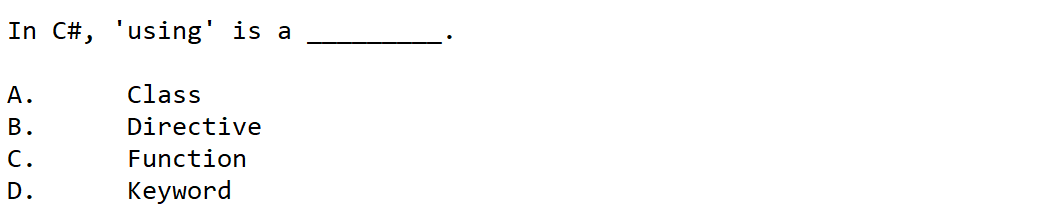 In C#, 'using' is a _________.
A. Class
B. Directive
C. Function
D. Keyword